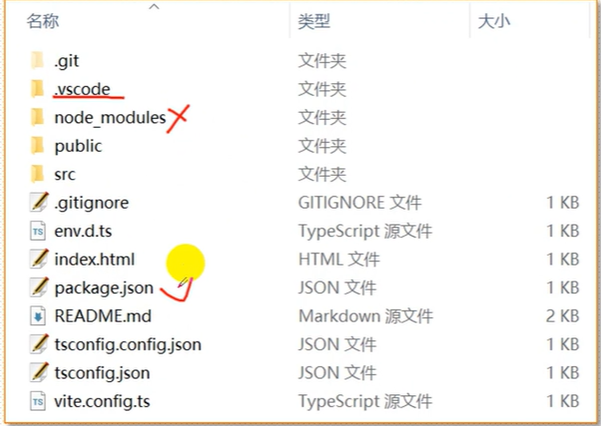 名称 类型 大小
.git 文件夹
.vscode 文件夹
node_modules 文件夹
public 文件夹
src 文件夹
.gitignore GITIGNORE 文件 1 KB
env.d.ts TypeScript 源文件 1 KB
index.html HTML 文件 1 KB
package.json JSON 文件 1 KB
README.md Markdown 源文件 2 KB
tsconfig.config.json JSON 文件 1 KB
tsconfig.json JSON 文件 1 KB
vite.config.ts TypeScript 源文件 1 KB